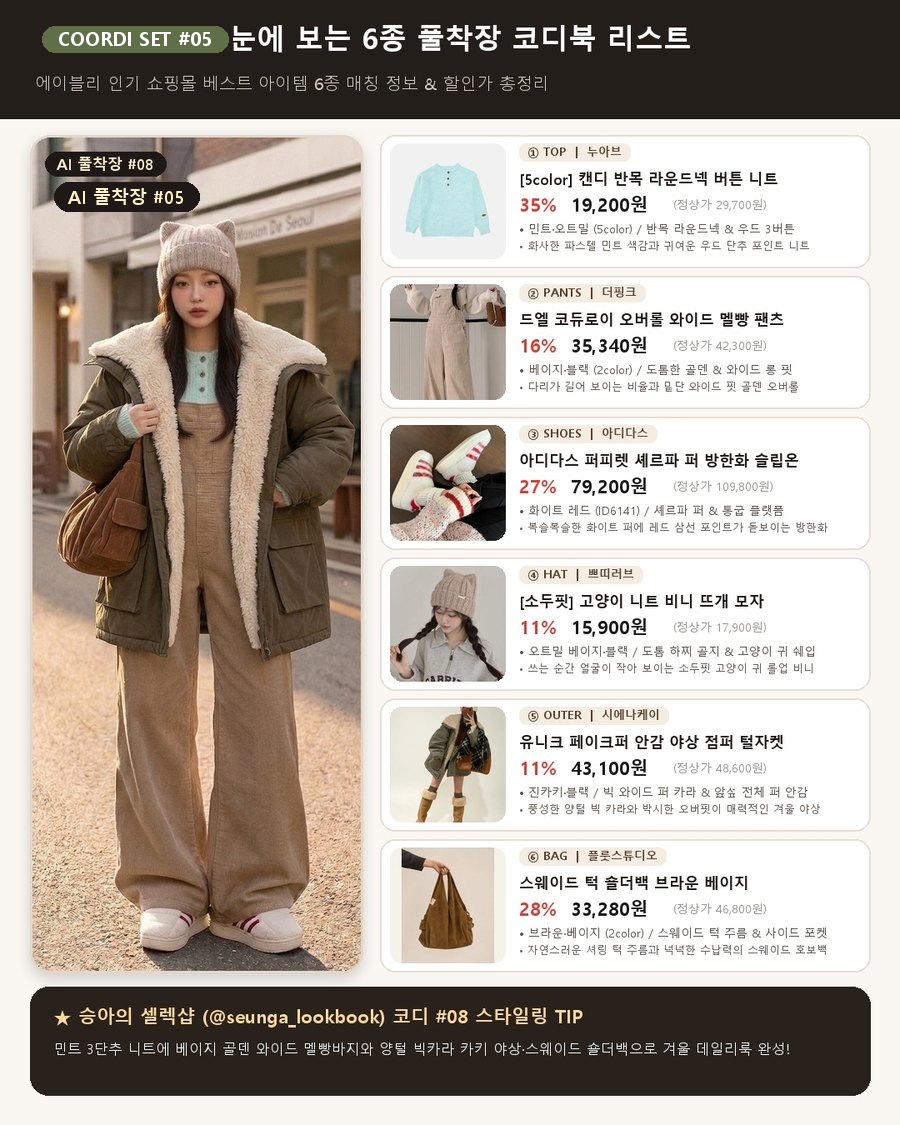 COORDI SET #05 눈에 보는 6종 풀착장 코디북 리스트
에이블리 인기 쇼핑몰 베스트 아이템 6종 매칭 정보 & 할인가 총정리
AI 풀착장 #08
AI 풀착장 #05
① TOP | 누아브
[5color] 캔디 반목 라운드넥 버튼 니트
35% 19,200원 (정상가 29,700원)
• 민트·오트밀 (5color) / 반목 라운드넥 & 우드 3버튼
• 화사한 파스텔 민트 색감과 귀여운 우드 단추 포인트 니트
② PANTS | 더핑크
드엘 코듀로이 오버롤 와이드 멜빵 팬츠
16% 35,340원 (정상가 42,300원)
• 베이지·블랙 (2color) / 도톰한 골덴 & 와이드 롱 핏
• 다리가 길어 보이는 비율과 밑단 와이드 핏 골덴 오버롤
③ SHOES | 아디다스
아디다스 퍼피렛 셰르파 퍼 방한화 슬립온
27% 79,200원 (정상가 109,800원)
• 화이트 레드 (ID6141) / 셰르파 퍼 & 통굽 플랫폼
• 복슬복슬한 화이트 퍼에 레드 삼선 포인트가 돋보이는 방한화
④ HAT | 쁘띠러브
[소두핏] 고양이 니트 비니 뜨개 모자
11% 15,900원 (정상가 17,900원)
• 오트밀 베이지·블랙 / 도톰 하찌 골지 & 고양이 귀 쉐입
• 쓰는 순간 얼굴이 작아 보이는 소두핏 고양이 귀 롤업 비니
⑤ OUTER | 시에나케이
유니크 페이크퍼 안감 야상 점퍼 털자켓
11% 43,100원 (정상가 48,600원)
• 진카키·블랙 / 빅 와이드 퍼 카라 & 앞섶 전체 퍼 안감
• 풍성한 양털 빅 카라와 박시한 오버핏이 매력적인 겨울 야상
⑥ BAG | 플롯스튜디오
스웨이드 턱 숄더백 브라운 베이지
28% 33,280원 (정상가 46,800원)
• 브라운·베이지 (2color) / 스웨이드 턱 주름 & 사이드 포켓
• 자연스러운 셔링 턱 주름과 넉넉한 수납력의 스웨이드 호보백
★ 승아의 셀렉샵 (@seunga_lookbook) 코디 #08 스타일링 TIP
민트 3단추 니트에 베이지 골덴 와이드 멜빵바지와 양털 빅카라 카키 야상·스웨이드 숄더백으로 겨울 데일리룩 완성!